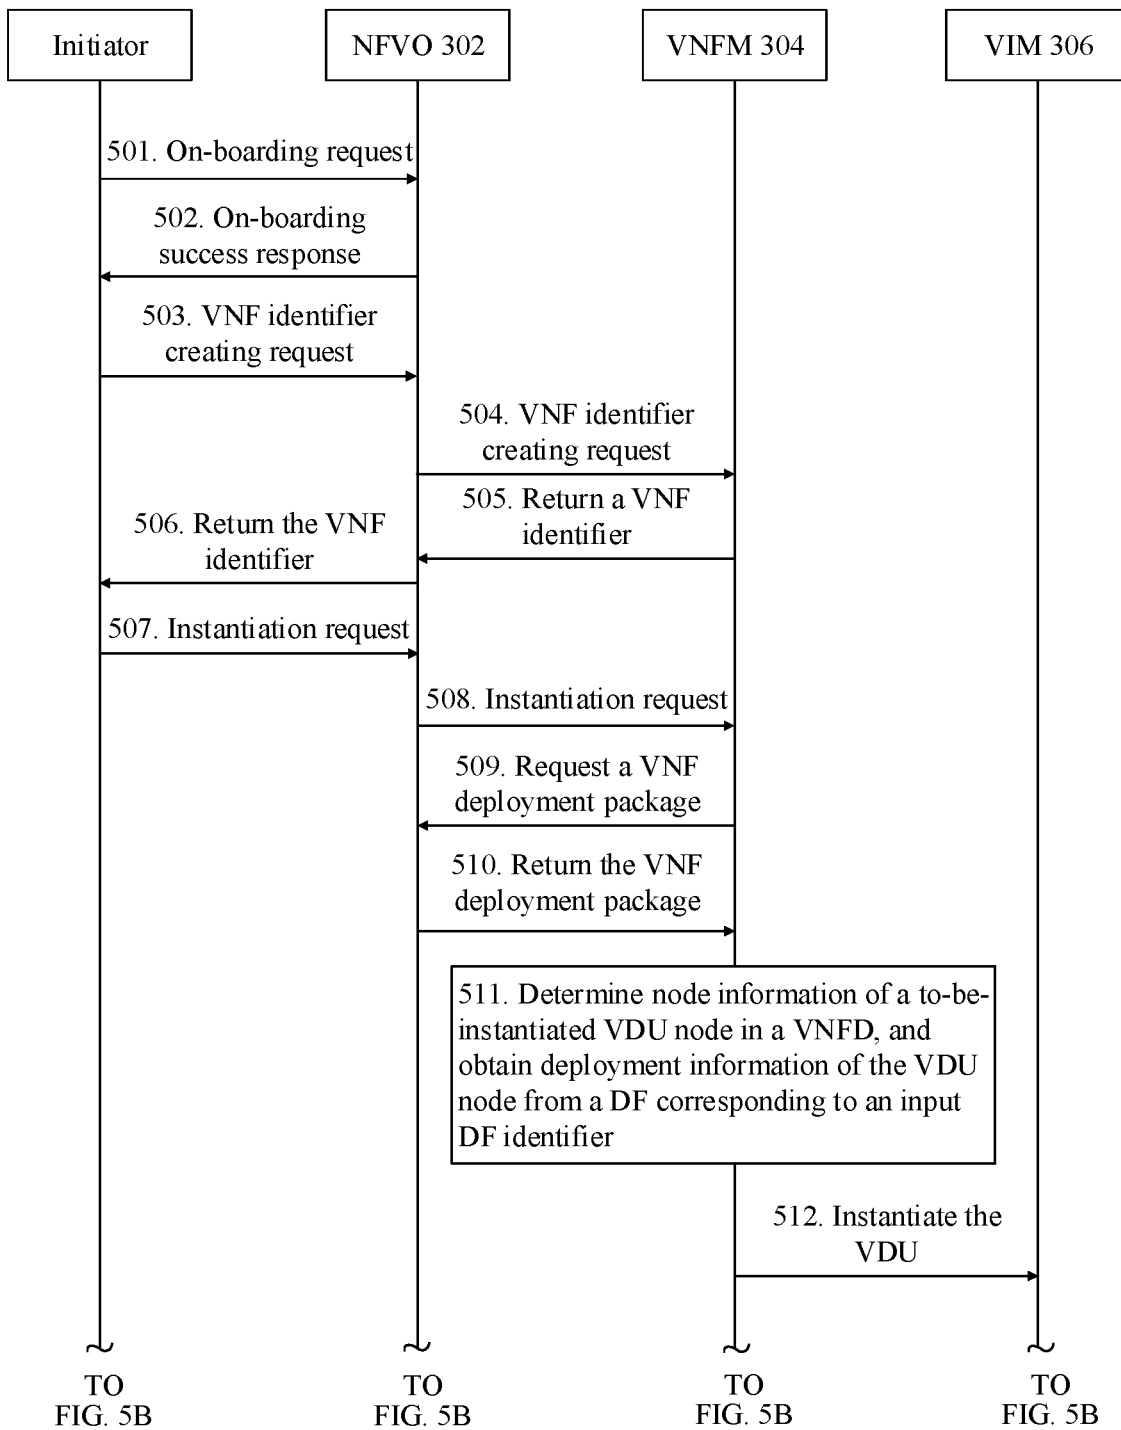 Initiator
NFVO 302
VNFM 304
VIM 306
501. On-boarding request
502. On-boarding
success response
503. VNF identifier
creating request
504. VNF identifier
creating request
505. Return a VNF
identifier
506. Return the VNF
identifier
507. Instantiation request
508. Instantiation request
509. Request a VNF
deployment package
510. Return the VNF
deployment package
511. Determine node information of a to-be-
instantiated VDU node in a VNFD, and
obtain deployment information of the VDU
node from a DF corresponding to an input
DF identifier
512. Instantiate the
VDU
TO
FIG. 5B
TO
FIG. 5B
TO
FIG. 5B
TO
FIG. 5B